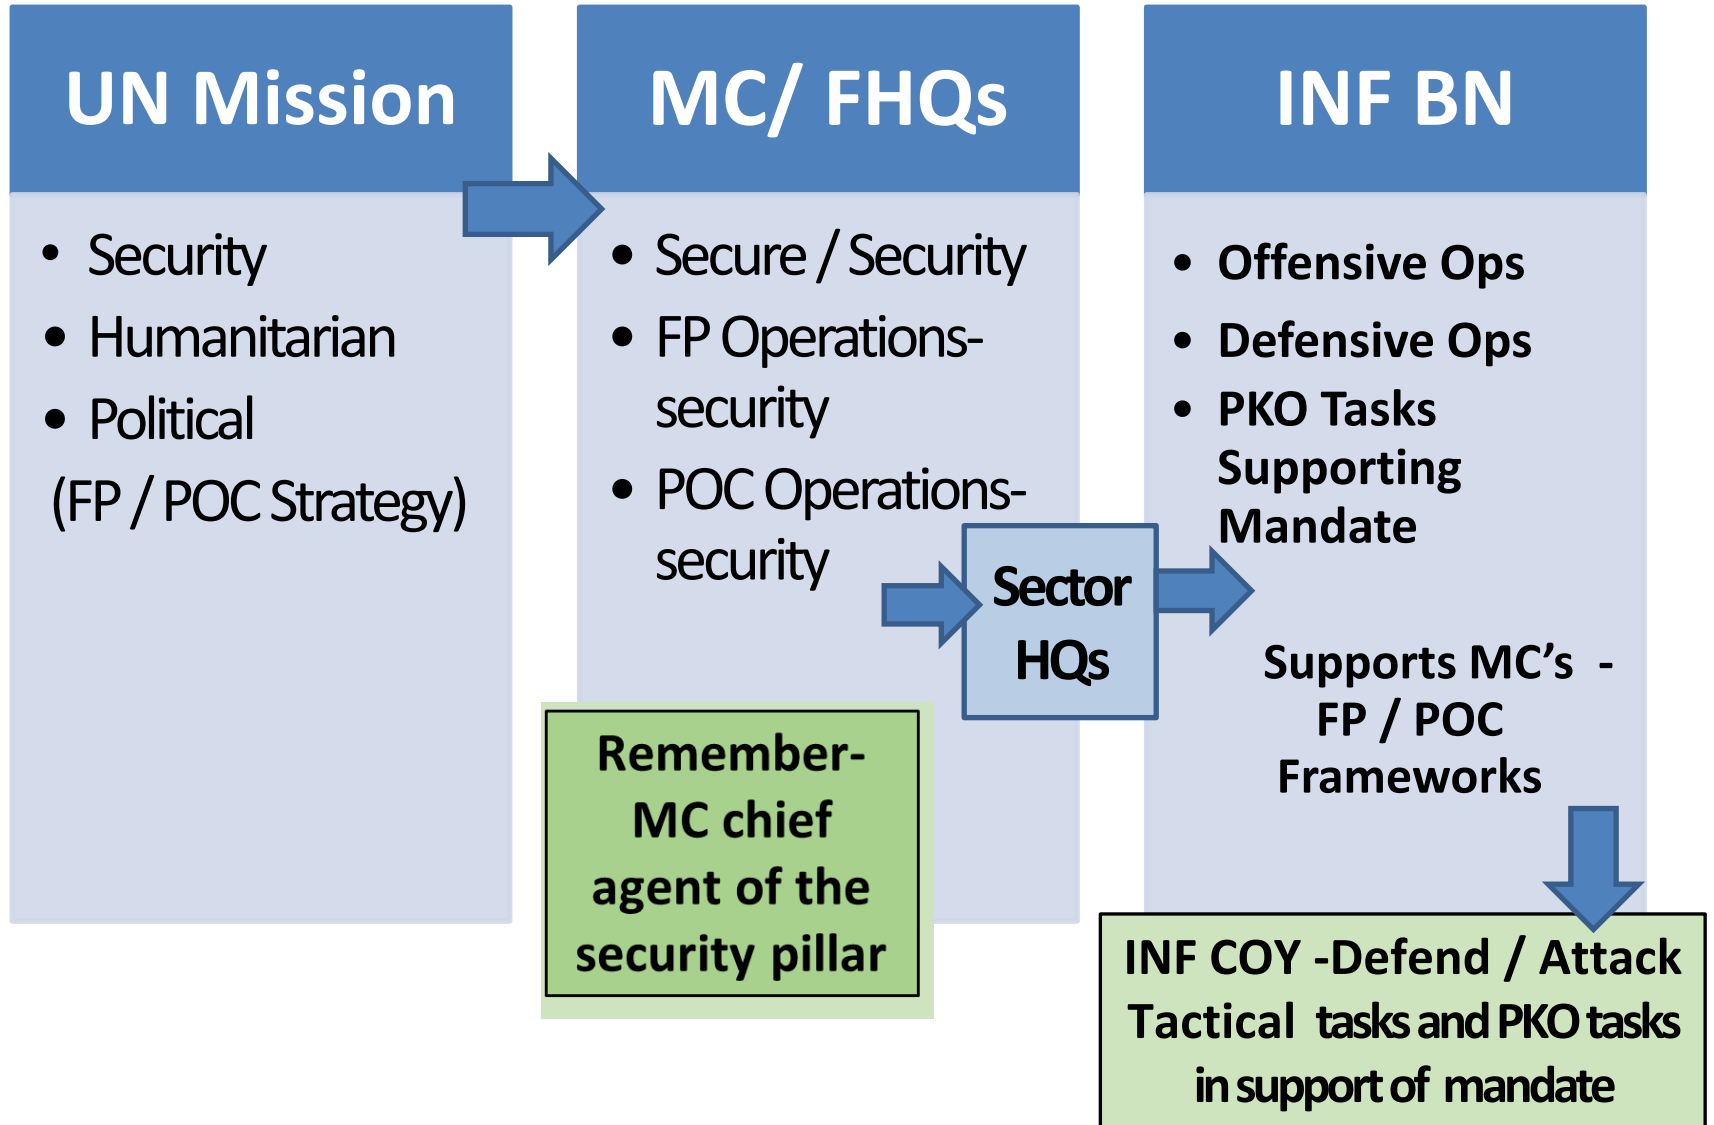 UN Mission
• Security
• Humanitarian
• Political
(FP / POC Strategy)
MC/ FHQs
• Secure / Security
• FP Operations-
security
• POC Operations-
security
Sector
HQs
Remember-
MC chief
agent of the
security pillar
INF BN
• Offensive Ops
• Defensive Ops
• PKO Tasks
Supporting
Mandate
Supports MC’s -
FP / POC
Frameworks
INF COY -Defend / Attack
Tactical tasks and PKO tasks
in support of mandate